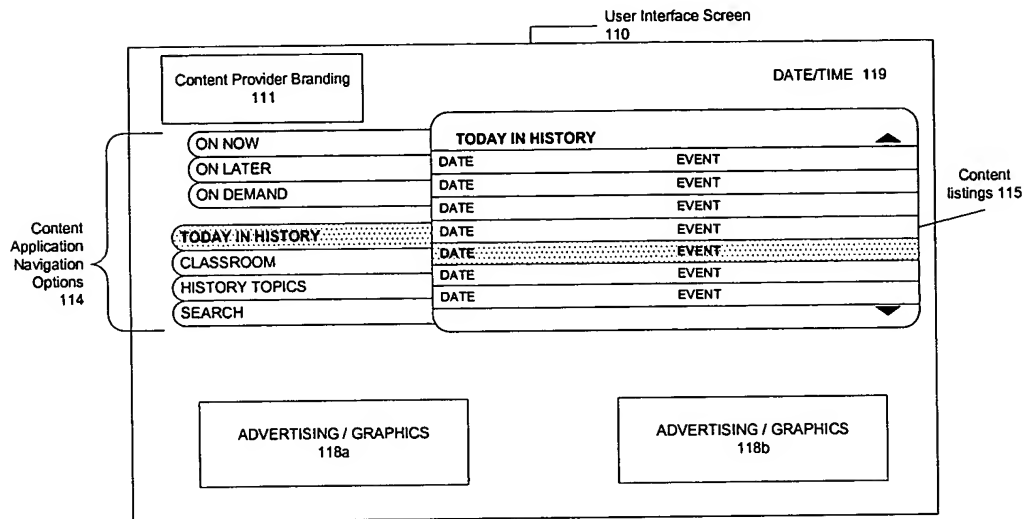 User Interface Screen
110
Content Provider Branding
111
DATE/TIME 119
ON NOW
ON LATER
ON DEMAND
TODAY IN HISTORY
CLASSROOM
HISTORY TOPICS
SEARCH
Content
Application
Navigation
Options
114
TODAY IN HISTORY
DATE EVENT
DATE EVENT
DATE EVENT
DATE EVENT
DATE EVENT
DATE EVENT
DATE EVENT
Content
listings 115
ADVERTISING / GRAPHICS
118a
ADVERTISING / GRAPHICS
118b